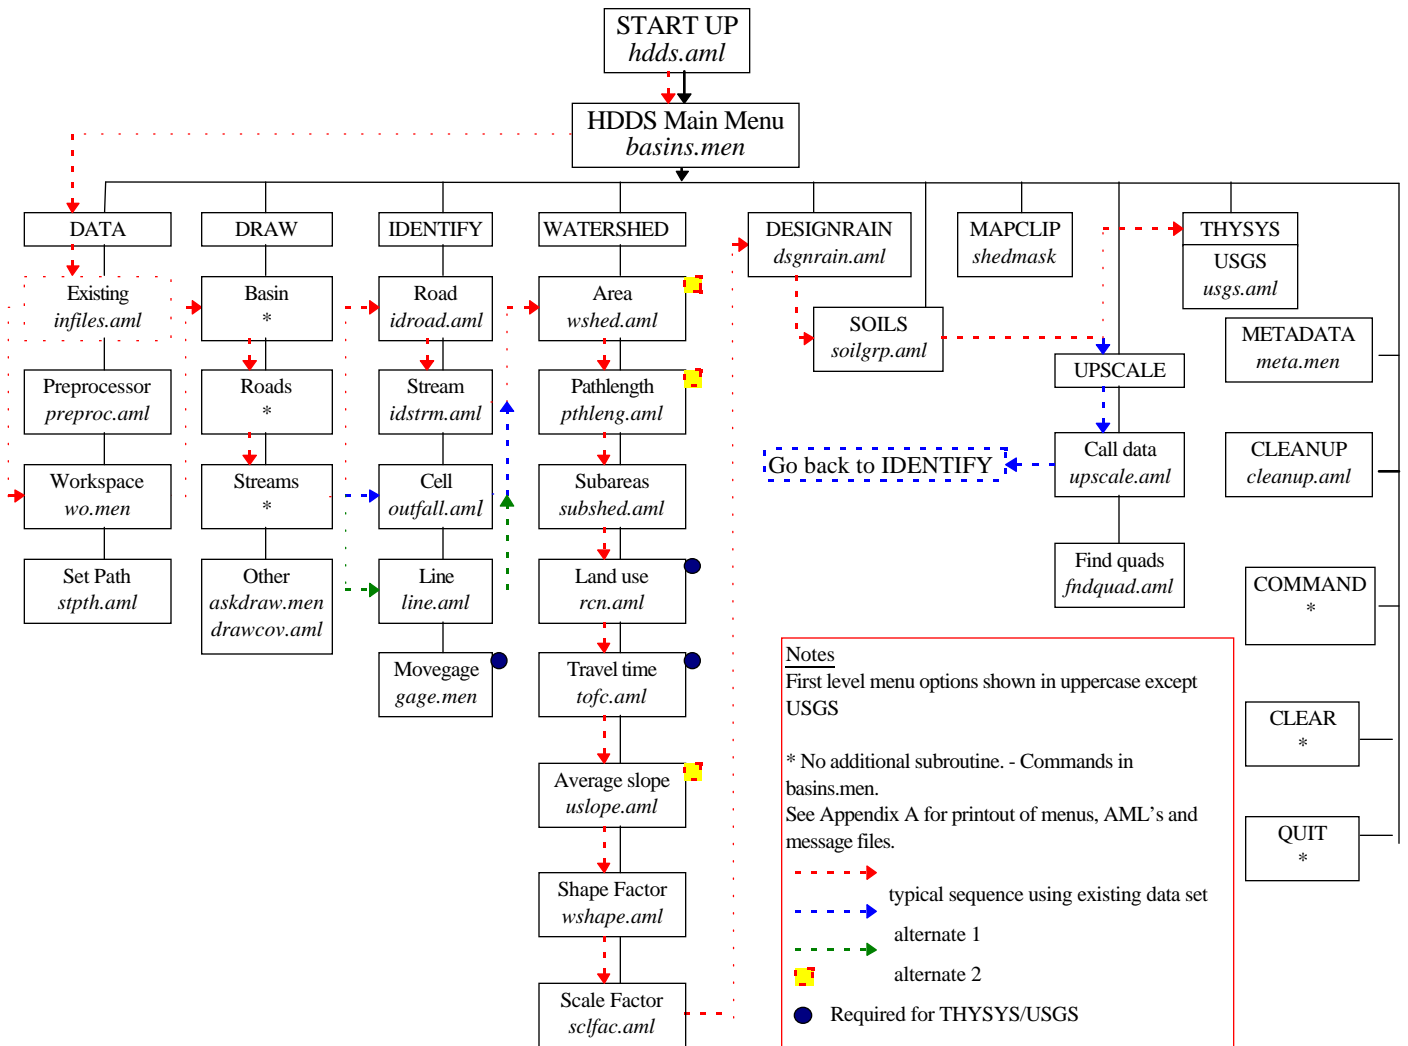 START UP
hdds.aml
HDDS Main Menu
basins.men
DATA
Existing
infiles.aml
Preprocessor
preproc.aml
Workspace
wo.men
Set Path
stpth.aml
DRAW
Basin
*
Roads
*
Streams
*
Other
askdraw.men
drawcov.aml
IDENTIFY
Road
idroad.aml
Stream
idstrm.aml
Cell
outfall.aml
Line
line.aml
Movegage
gage.men
WATERSHED
Area
wshed.aml
Pathlength
pthleng.aml
Subareas
subshed.aml
Land use
rcn.aml
Travel time
tofc.aml
Average slope
uslope.aml
Shape Factor
wshape.aml
Scale Factor
sclfac.aml
DESIGNRAIN
dsgnrain.aml
SOILS
soilgrp.aml
MAPCLIP
shedmask
UPSCALE
Call data
upscale.aml
Find quads
fndquad.aml
Go back to IDENTIFY
THYSYS
USGS
usgs.aml
METADATA
meta.men
CLEANUP
cleanup.aml
COMMAND
*
CLEAR
*
QUIT
*
Notes
First level menu options shown in uppercase except
USGS
* No additional subroutine. - Commands in
basins.men.
See Appendix A for printout of menus, AML's and
message files.
typical sequence using existing data set
alternate 1
alternate 2
Required for THYSYS/USGS